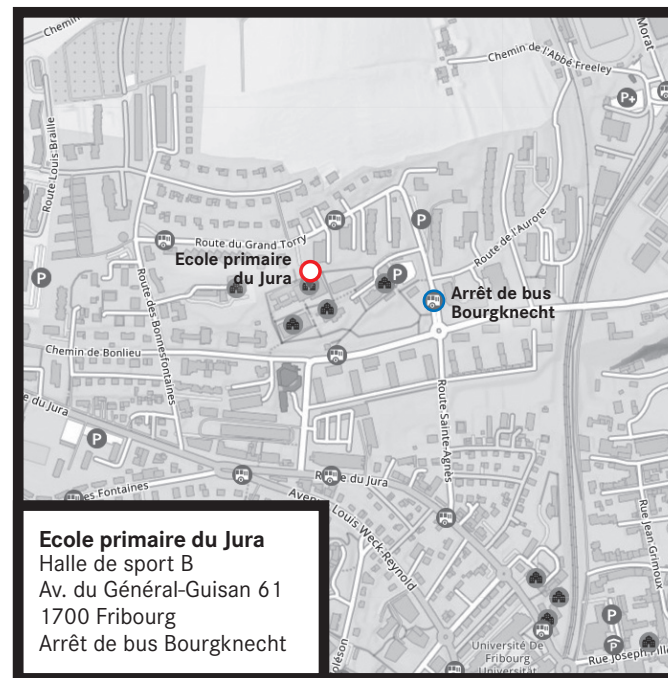 Chemin
Morat
Chemin de l'Abbé Freeley
P+
Route Louis Braille
P
Route de l'Aurore
Route du Grand Torry
Ecole primaire
du Jura
P
P
Arrêt de bus
Bourgknecht
Route des Bonnesfontaines
Chemin de Bonlieu
e du Jura
Route Sainte-Agnès
P
R e du Jura
es Fontaines
Avenue Louis Weck-Reynold
Rue Jean-Grimoux
Ecole primaire du Jura
Halle de sport B
Av. du Général-Guisan 61
1700 Fribourg
Arrêt de bus Bourgknecht
P
P
Université De
Fribourg
Universität
oléson
Rue Joseph Pille